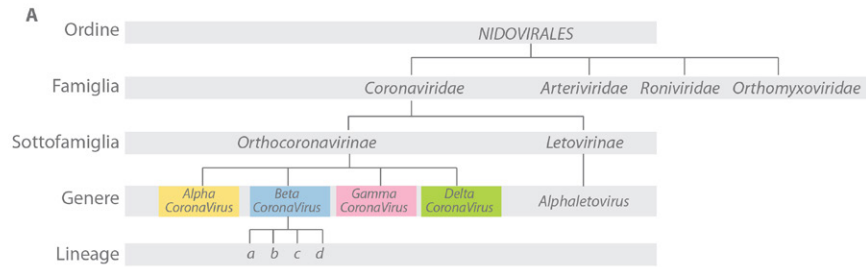 A
Ordine NIDOVIRALES
Famiglia Coronaviridae Arteriviridae Roniviridae Orthomyxoviridae
Sottofamiglia Orthocoronavirinae Letovirinae
Genere Alpha CoronaVirus Beta CoronaVirus Gamma CoronaVirus Delta CoronaVirus Alphaletovirus
Lineage a b c d